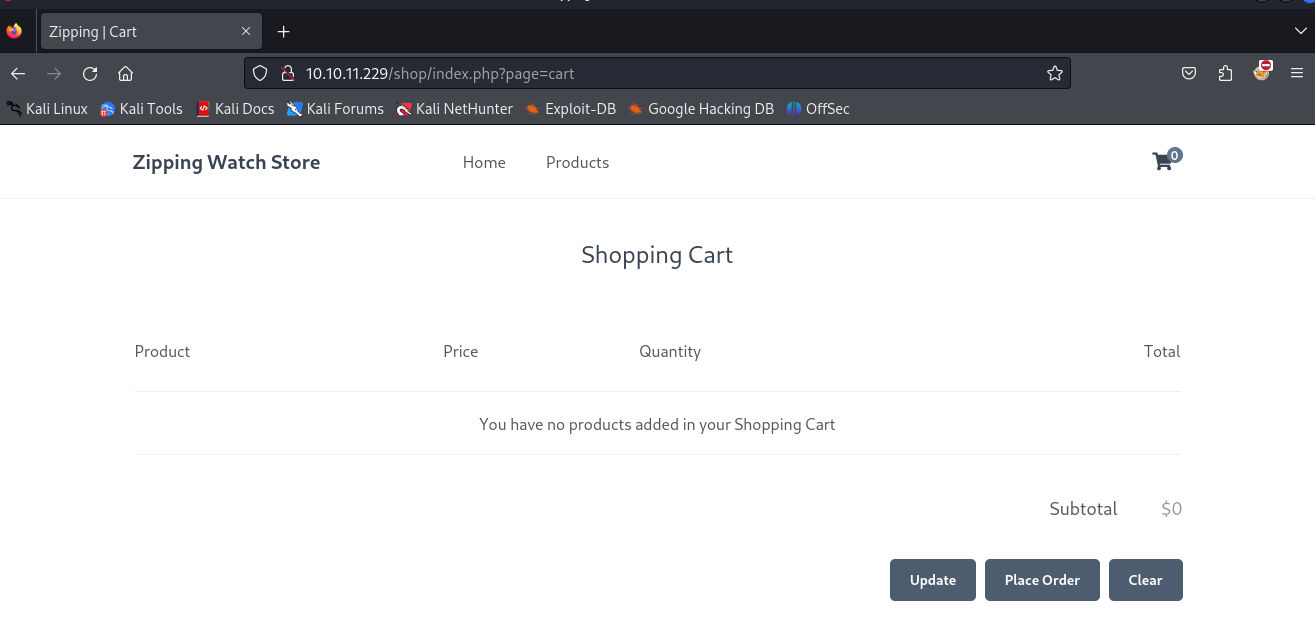 Zipping | Cart
10.10.11.229/shop/index.php?page=cart
Kali Linux Kali Tools Kali Docs Kali Forums Kali NetHunter Exploit-DB Google Hacking DB OffSec
Zipping Watch Store Home Products 0
Shopping Cart
Product Price Quantity Total
You have no products added in your Shopping Cart
Subtotal $0
Update Place Order Clear